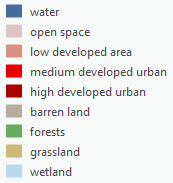 water
open space
low developed area
medium developed urban
high developed urban
barren land
forests
grassland
wetland